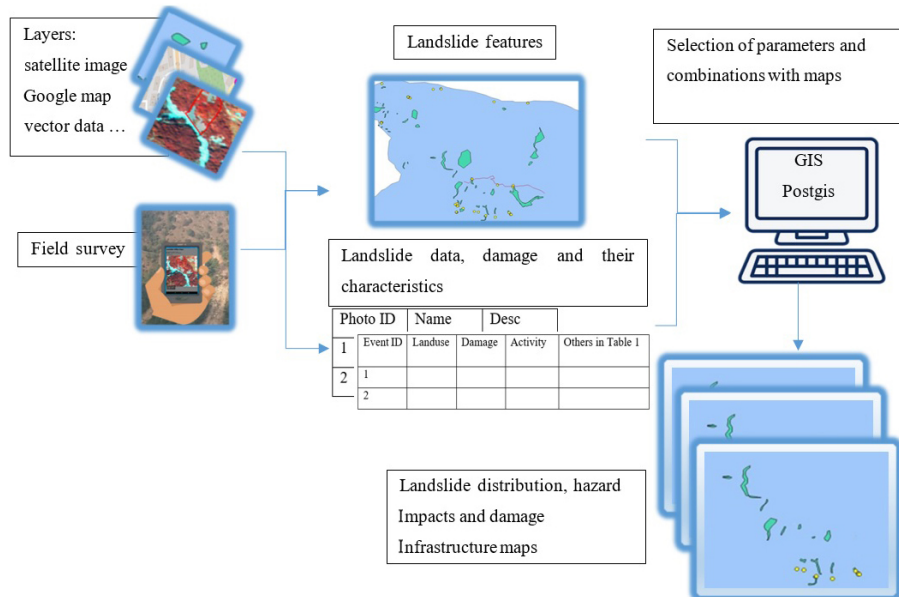 Layers:
satellite image
Google map
vector data ...
Field survey
Landslide features
Landslide data, damage and their
characteristics
Photo ID Name Desc
1
2
Event ID Landuse Damage Activity Others in Table 1
1
2
Selection of parameters and
combinations with maps
GIS
Postgis
Landslide distribution, hazard
Impacts and damage
Infrastructure maps